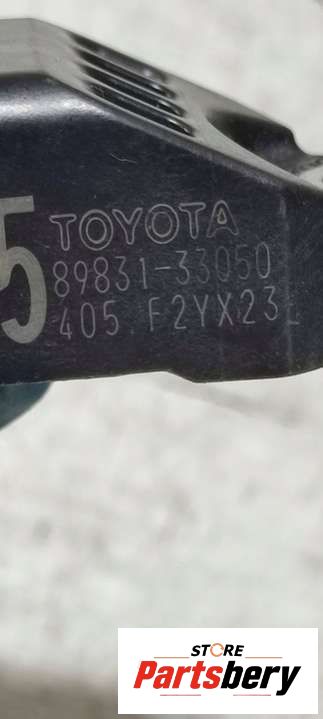 5
TOYOTA
89831-33050
405.F2YX23
STORE
Partsbery